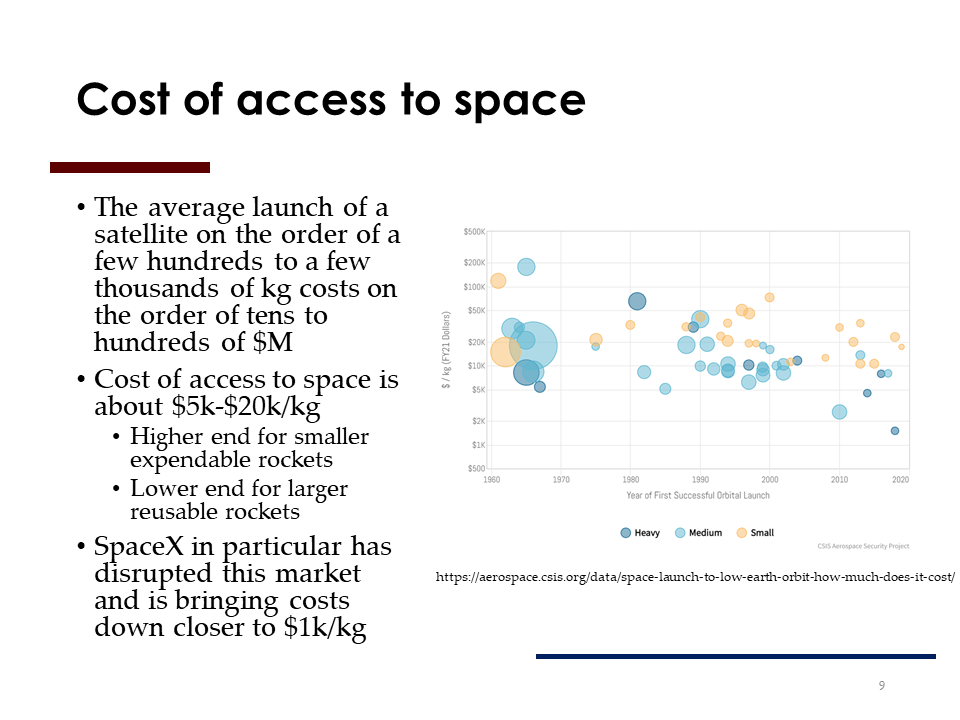 Cost of access to space
• The average launch of a
satellite on the order of a
few hundreds to a few
thousands of kg costs on
the order of tens to
hundreds of $M
• Cost of access to space is
about $5k-$20k/kg
• Higher end for smaller
expendable rockets
• Lower end for larger
reusable rockets
• SpaceX in particular has
disrupted this market
and is bringing costs
down closer to $1k/kg
$ / kg (FY21 Dollars)
$500K
$200K
$100K
$50K
$20K
$10K
$5K
$2K
$1K
$500
1960 1970 1980 1990 2000 2010 2020
Year of First Successful Orbital Launch
Heavy Medium Small
CSIS Aerospace Security Project
https://aerospace.csis.org/data/space-launch-to-low-earth-orbit-how-much-does-it-cost/
9